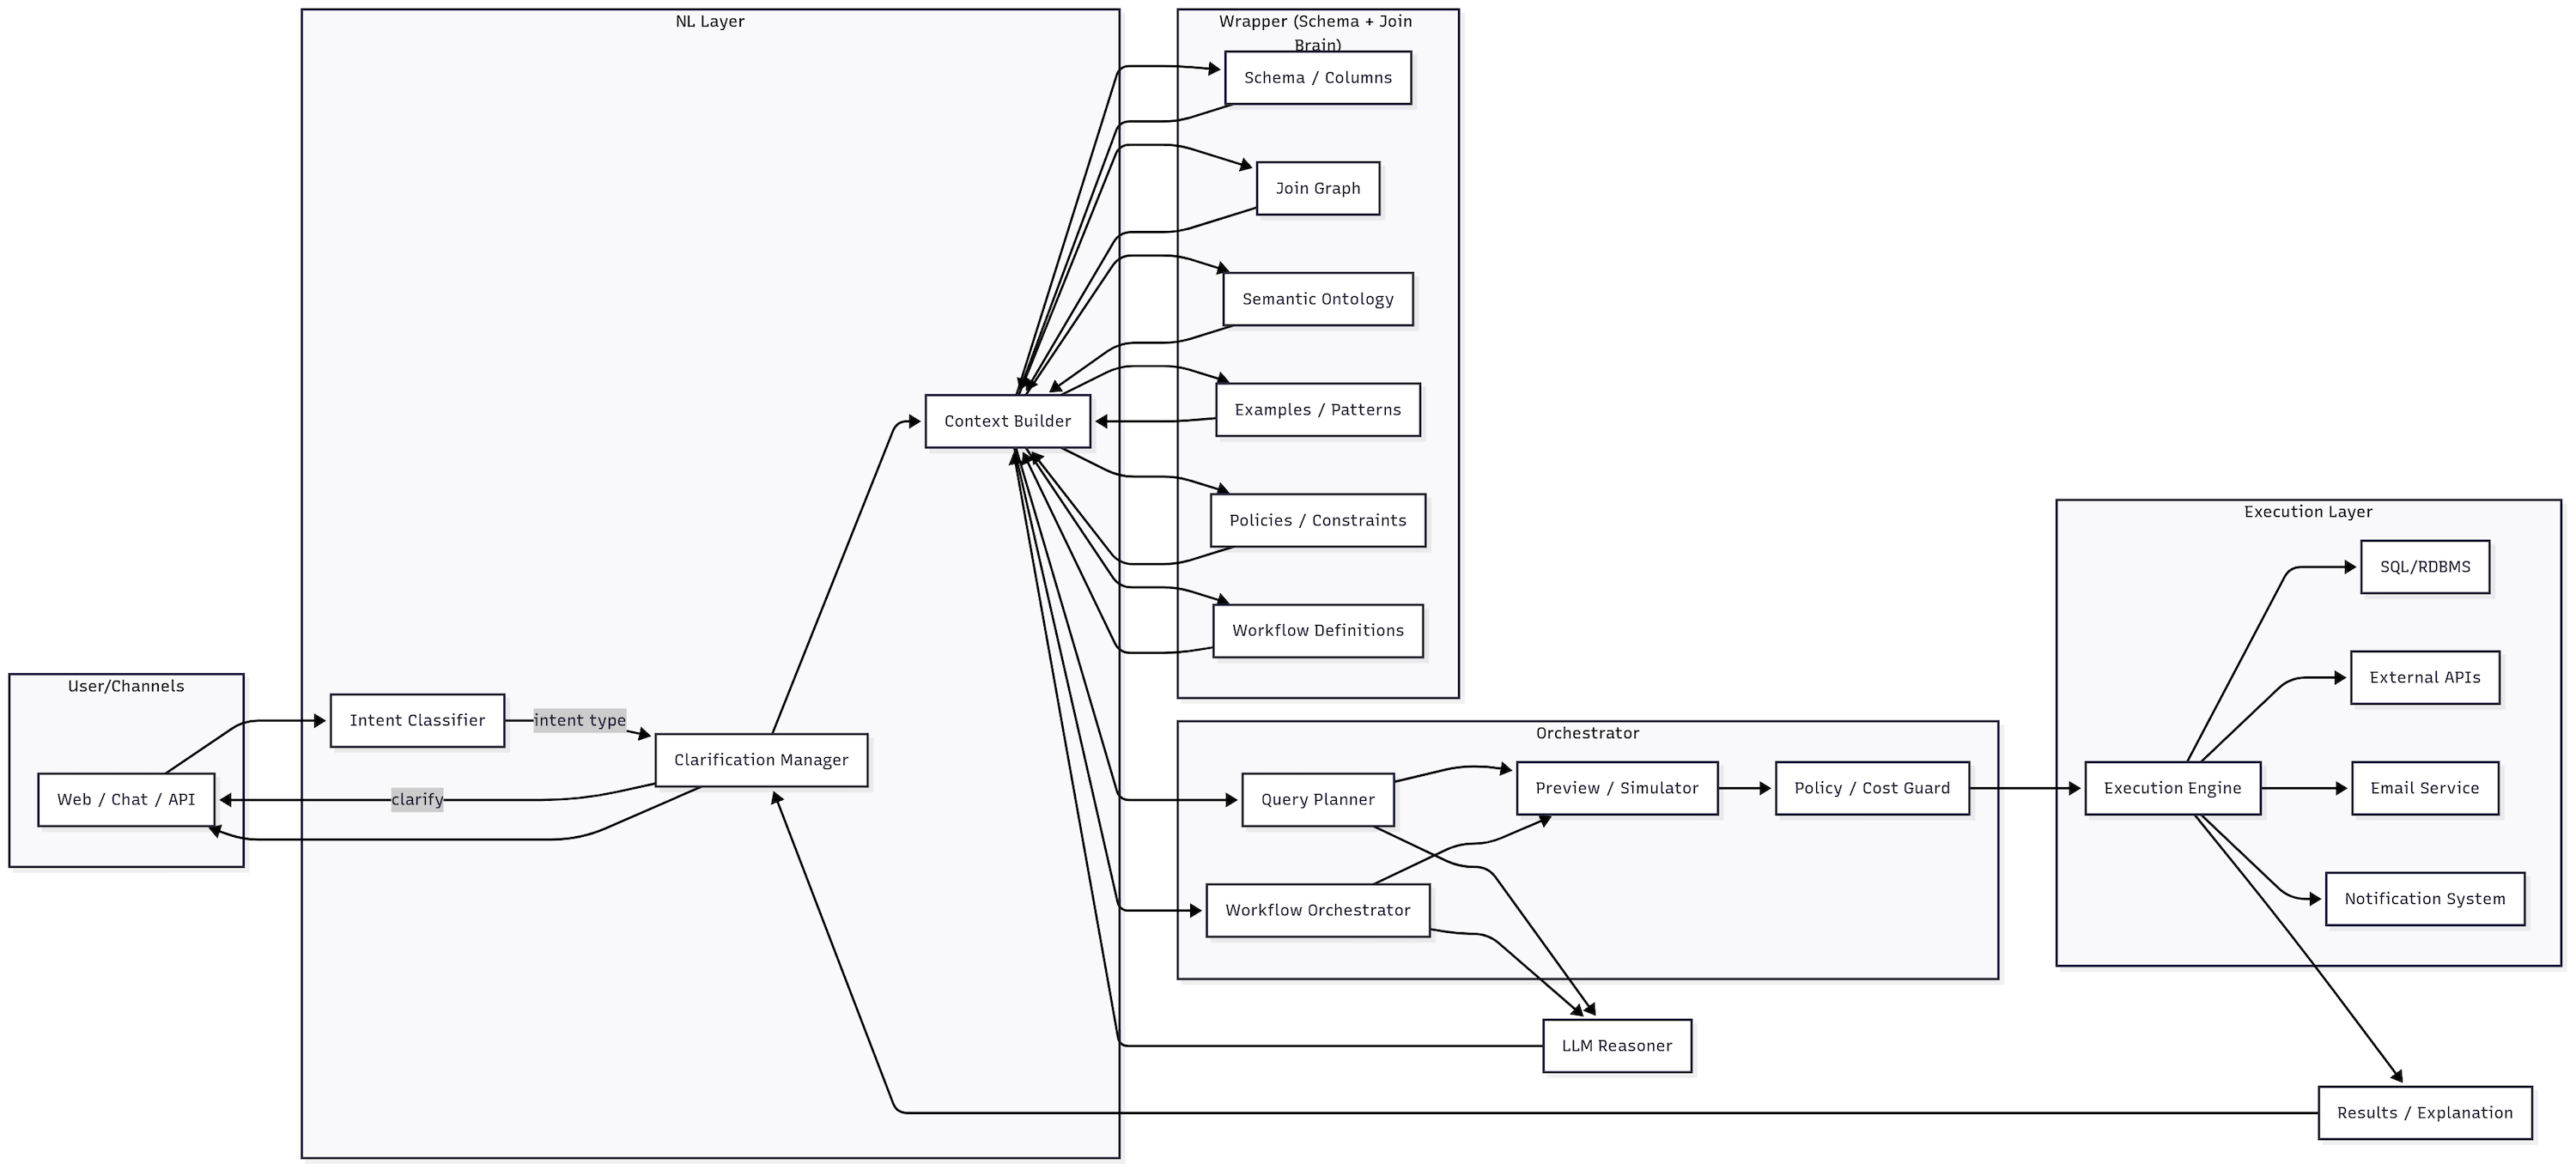 NL Layer
Wrapper (Schema + Join
Brain)
Schema / Columns
Join Graph
Semantic Ontology
Examples / Patterns
Context Builder
Policies / Constraints
Workflow Definitions
User/Channels
Web / Chat / API
Intent Classifier
intent type
Clarification Manager
clarify
Orchestrator
Query Planner
Preview / Simulator
Policy / Cost Guard
Workflow Orchestrator
LLM Reasoner
Execution Layer
SQL/RDBMS
External APIs
Execution Engine
Email Service
Notification System
Results / Explanation